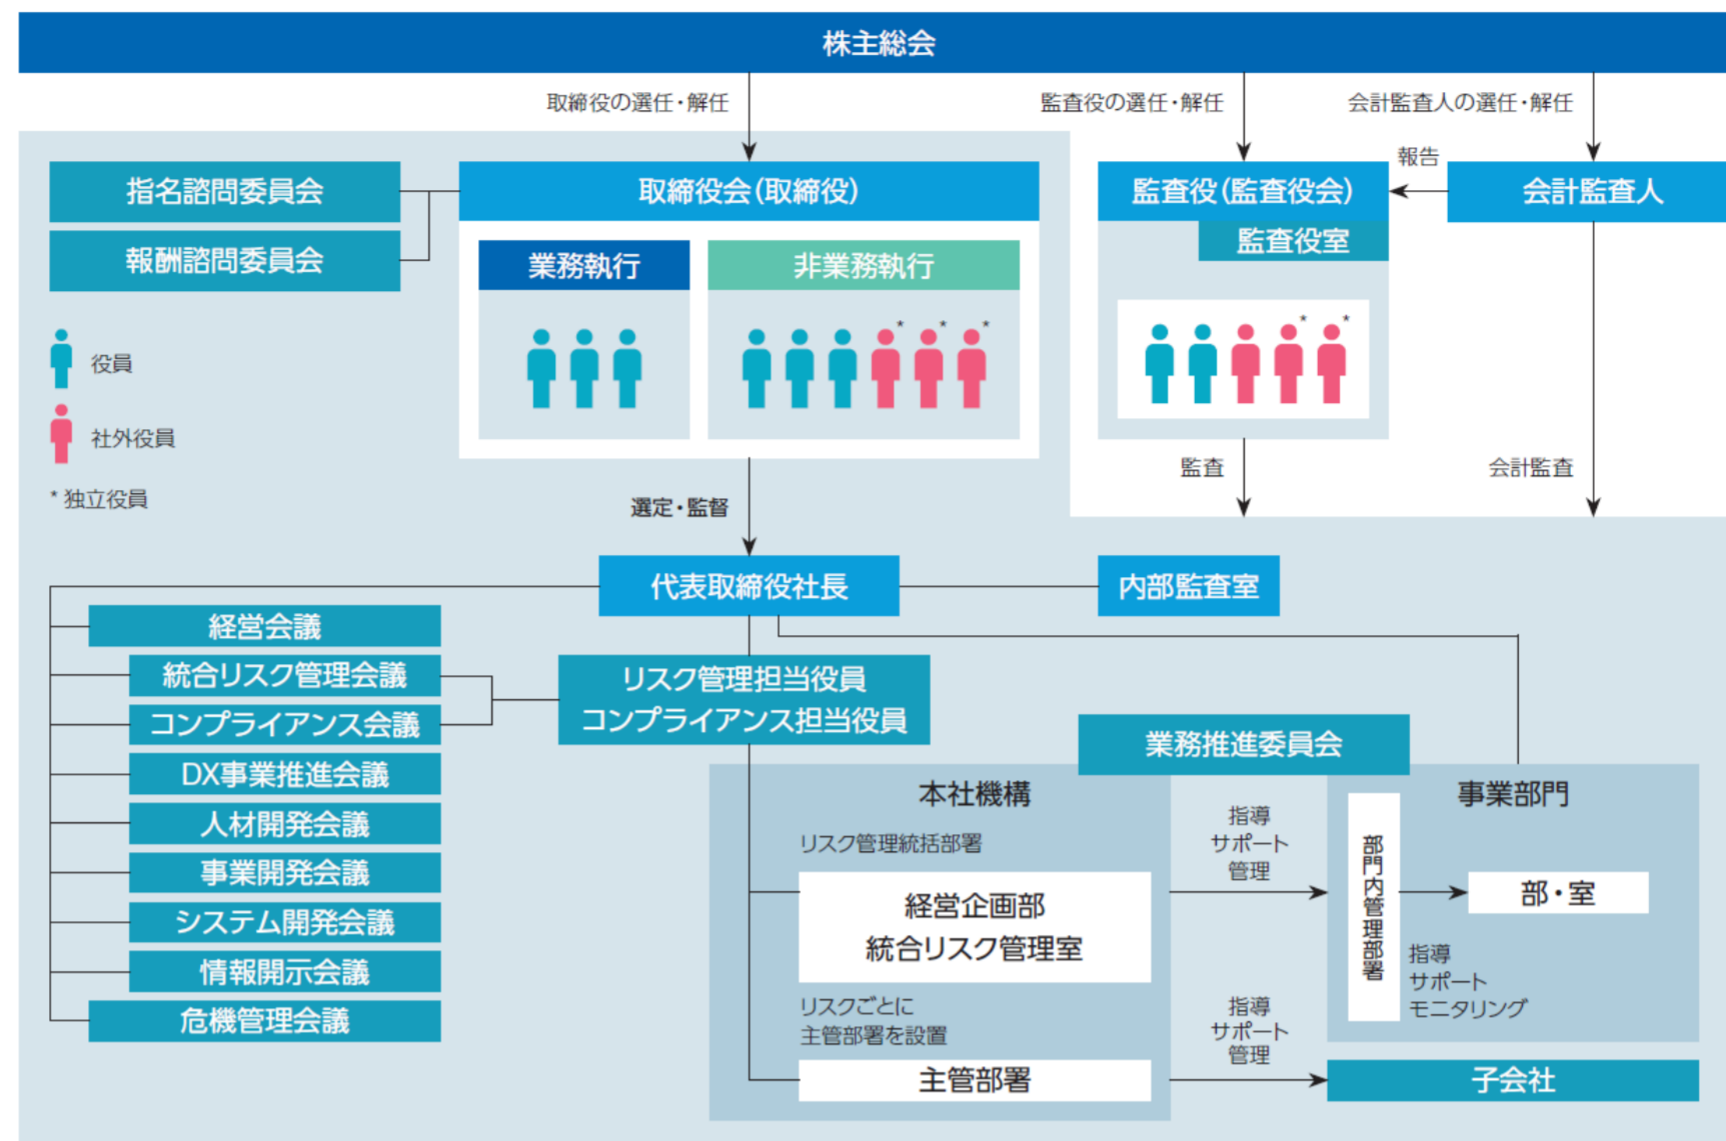 株主総会
取締役の選任・解任
監査役の選任・解任
会計監査人の選任・解任
指名諮問委員会
報酬諮問委員会
取締役会(取締役)
監査役(監査役会)
監査役室
報告
会計監査人
業務執行
非業務執行
* * *
* *
役員
社外役員
* 独立役員
選定・監督
監査
会計監査
代表取締役社長
内部監査室
経営会議
統合リスク管理会議
コンプライアンス会議
DX事業推進会議
人材開発会議
事業開発会議
システム開発会議
情報開示会議
危機管理会議
リスク管理担当役員
コンプライアンス担当役員
業務推進委員会
本社機構
リスク管理統括部署
経営企画部
統合リスク管理室
リスクごとに
主管部署を設置
主管部署
指導
サポート
管理
指導
サポート
管理
事業部門
部門内管理部署
部・室
指導
サポート
モニタリング
子会社